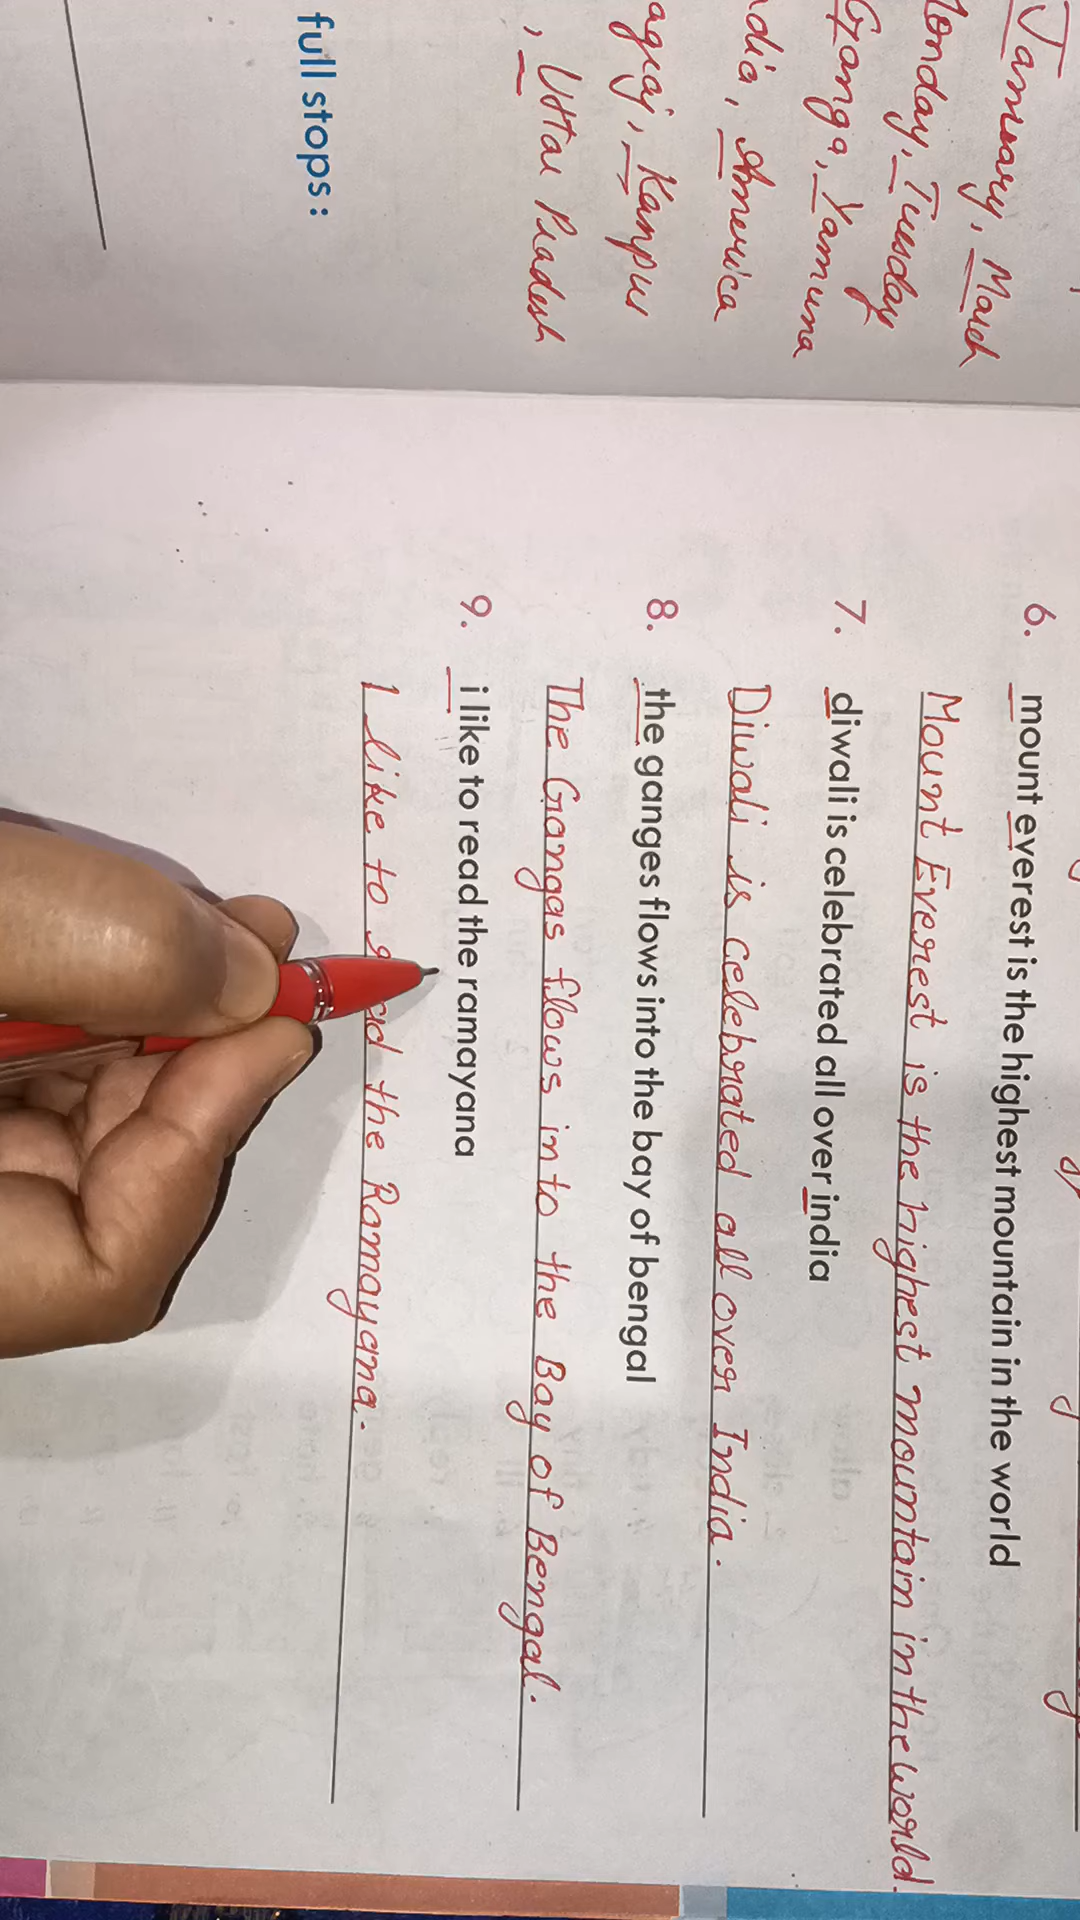 January, March
Tuesday
Ganga, Yamuna
America
Kanpur
, Uttar Pradesh
full stops :
6. mount everest is the highest mountain in the world
Mount Everest is the highest mountain in the world.
7. diwali is celebrated all over india
Diwali is celebrated all over India.
8. the ganges flows into the bay of bengal
The Gangas flows into the Bay of Bengal.
9. i like to read the ramayana
I like to the Ramayana.